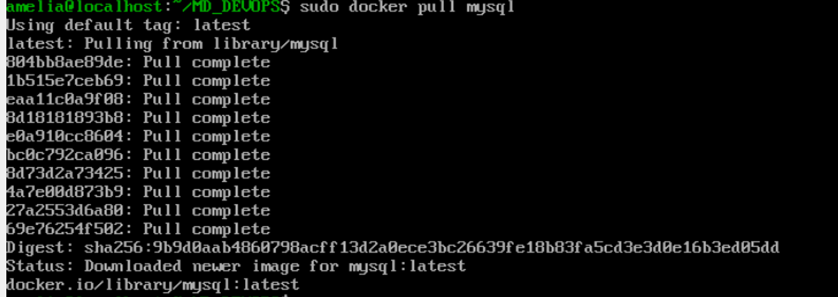 amelia@localhost:~/MD_DEVOPS$ sudo docker pull mysql
Using default tag: latest
latest: Pulling from library/mysql
804bb8ae89de: Pull complete
1b515e7ceb69: Pull complete
eaa11c0a9f08: Pull complete
8d18181893b8: Pull complete
e0a910cc8604: Pull complete
bc0c792ca096: Pull complete
8d73d2a73425: Pull complete
4a7e00d873b9: Pull complete
27a2553d6a80: Pull complete
69e76254f502: Pull complete
Digest: sha256:9b9d0aab4860798acff13d2a0ece3bc26639fe18b83fa5cd3e3d0e16b3ed05dd
Status: Downloaded newer image for mysql:latest
docker.io/library/mysql:latest